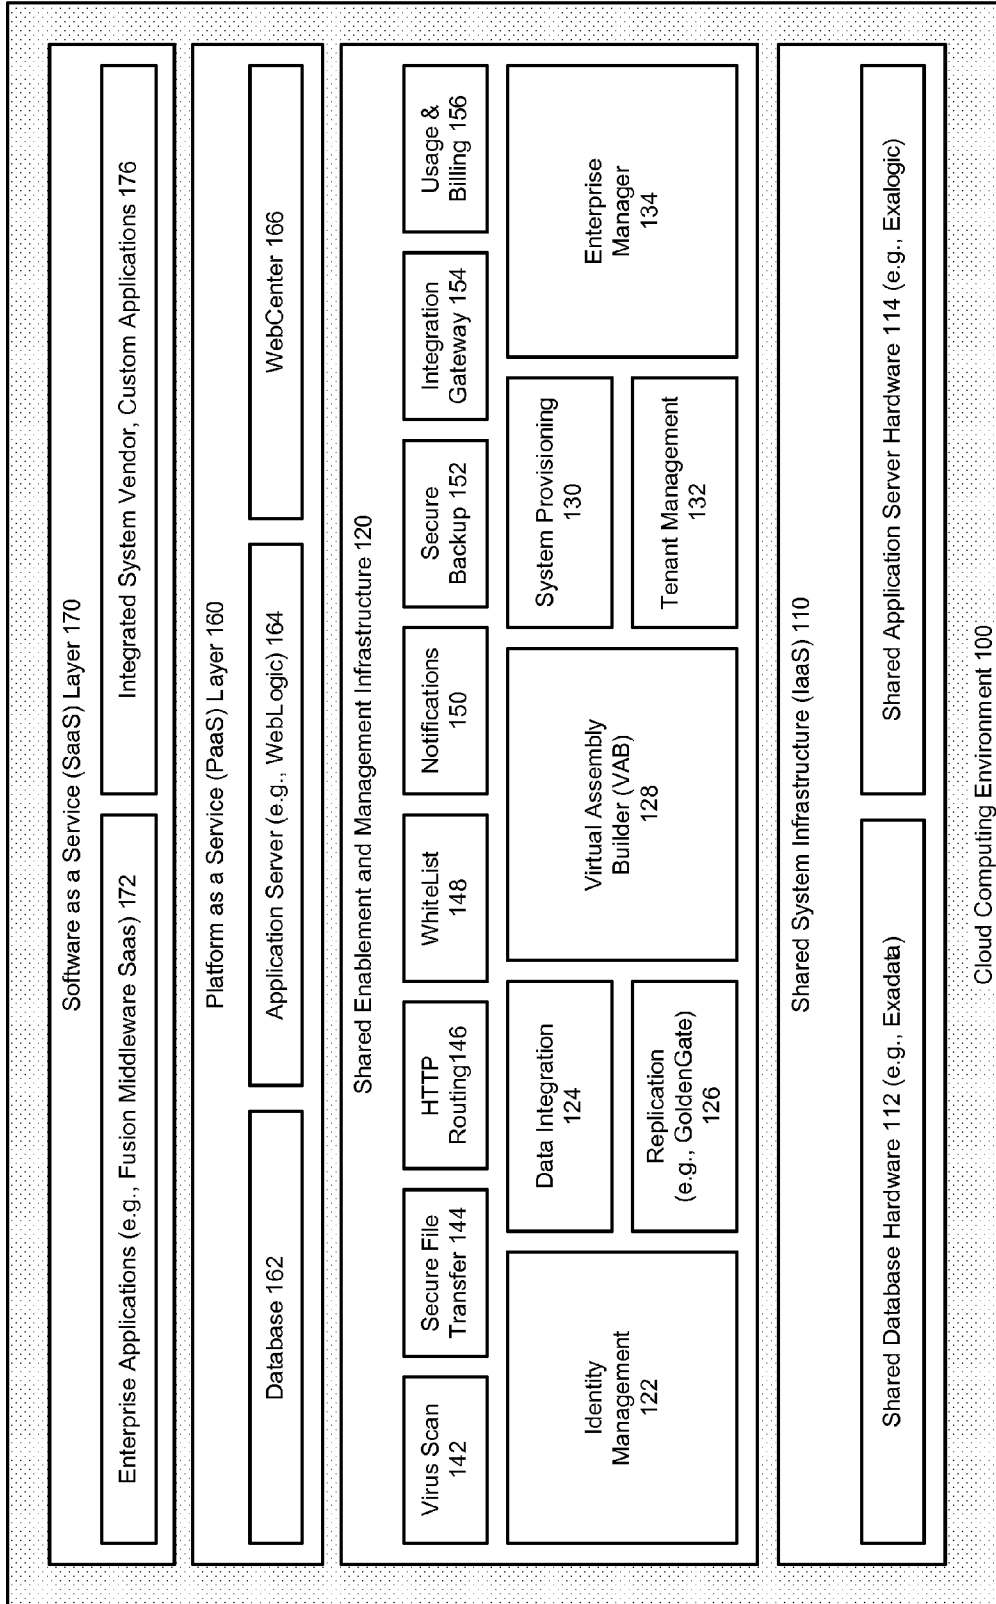 Software as a Service (SaaS) Layer 170
Enterprise Applications (e.g., Fusion Middleware Saas) 172
Integrated System Vendor, Custom Applications 176
Platform as a Service (PaaS) Layer 160
Database 162
Application Server (e.g., WebLogic) 164
WebCenter 166
Shared Enablement and Management Infrastructure 120
Virus Scan
142
Secure File
Transfer 144
HTTP
Routing146
WhiteList
148
Notifications
150
Secure
Backup 152
Integration
Gateway 154
Usage &
Billing 156
Identity
Management
122
Data Integration
124
Replication
(e.g., GoldenGate)
126
Virtual Assembly
Builder (VAB)
128
System Provisioning
130
Tenant Management
132
Enterprise
Manager
134
Shared System Infrastructure (IaaS) 110
Shared Database Hardware 112 (e.g., Exadata)
Shared Application Server Hardware 114 (e.g., Exalogic)
Cloud Computing Environment 100